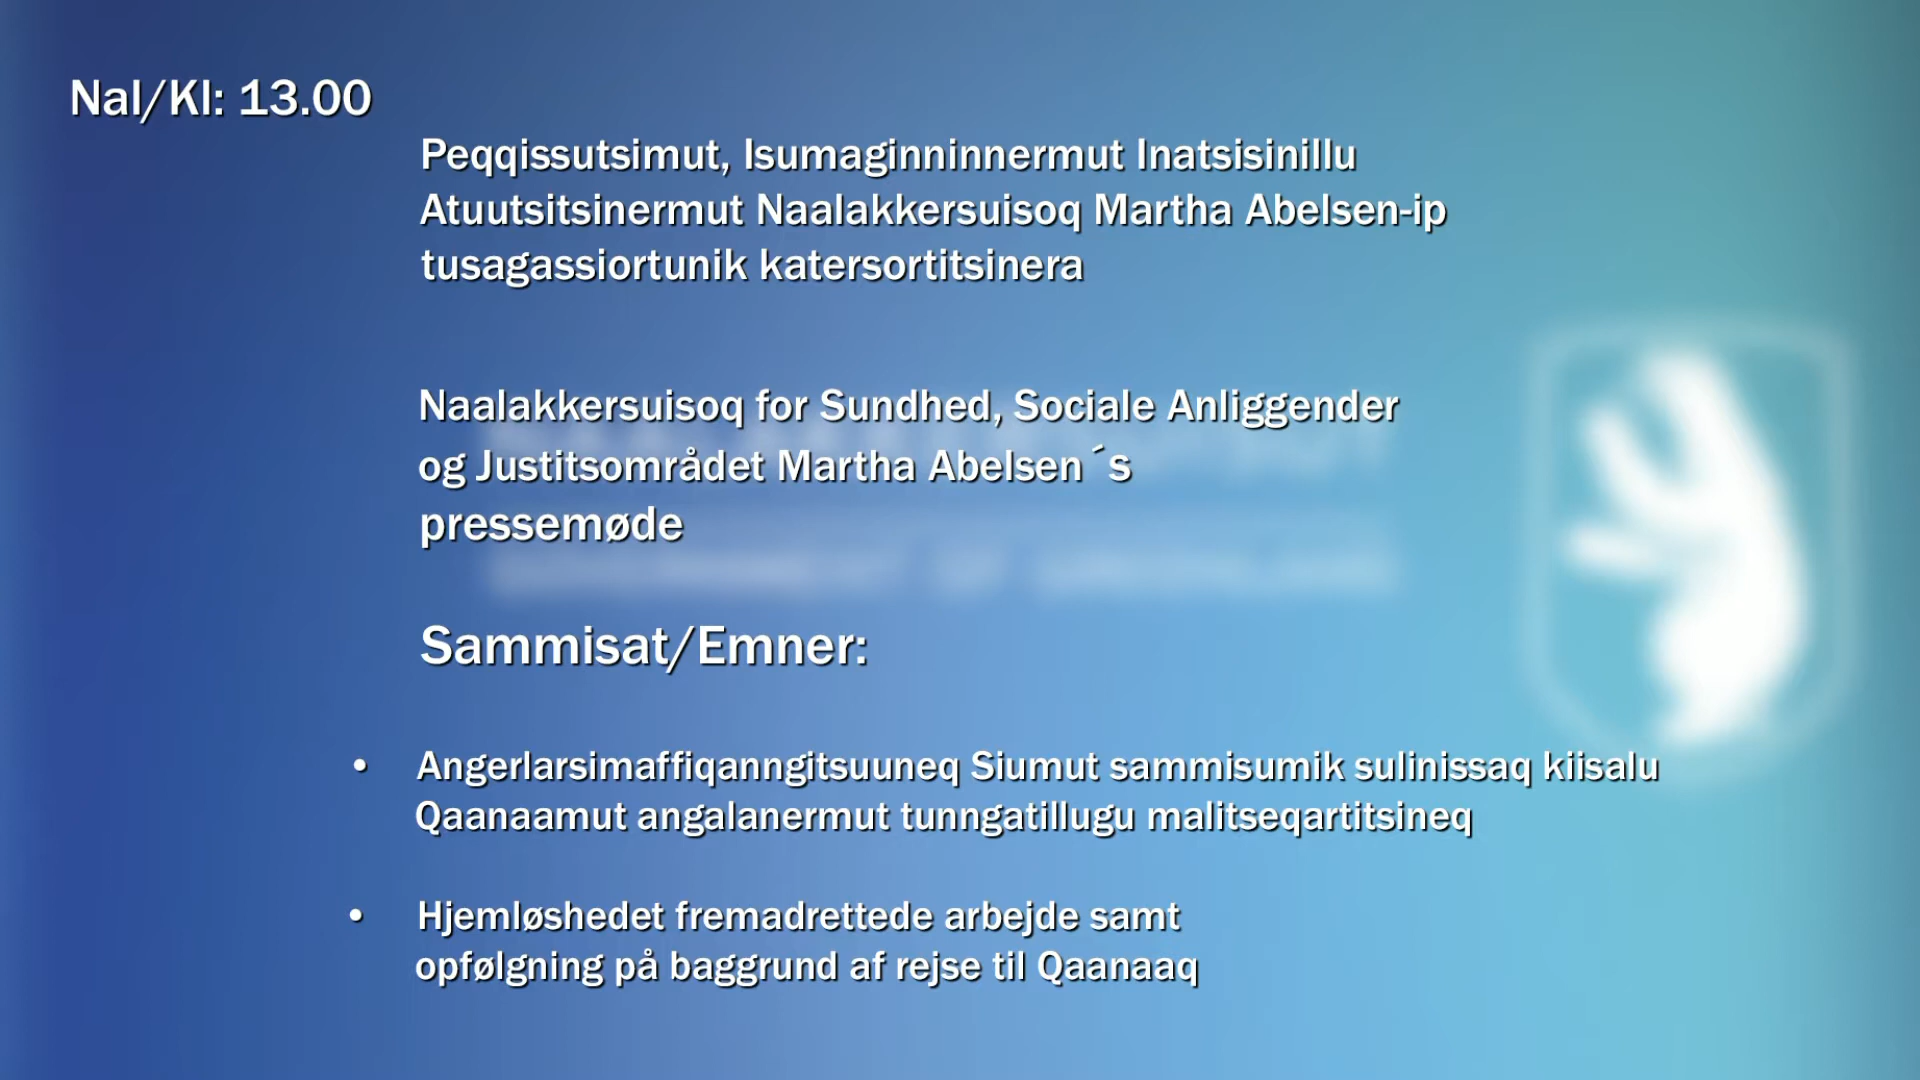 Nal/Kl: 13.00
Peqqissutsimut, Isumaginninnermut Inatsisinillu
Atuutsitsinermut Naalakkersuisoq Martha Abelsen-ip
tusagassiortunik katersortitsinera
Naalakkersuisoq for Sundhed, Sociale Anliggender
og Justitsområdet Martha Abelsen´s
pressemøde
Sammisat/Emner:
• Angerlarsimaffiqanngitsuuneq Siumut sammisumik sulinissaq kiisalu
Qaanaamut angalanermut tunngatillugu malitseqartitsineq
• Hjemløshedet fremadrettede arbejde samt
opfølgning på baggrund af rejse til Qaanaaq